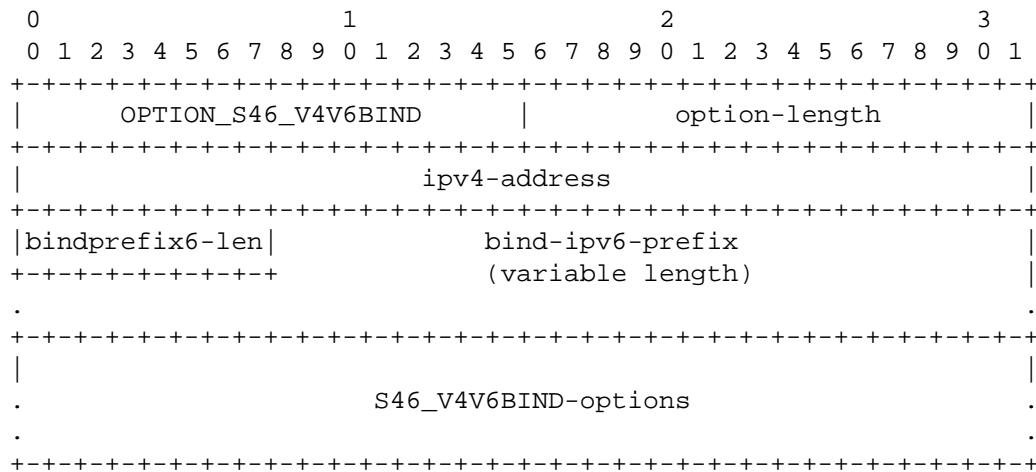 0                   1                   2                   3
 0 1 2 3 4 5 6 7 8 9 0 1 2 3 4 5 6 7 8 9 0 1 2 3 4 5 6 7 8 9 0 1
+-+-+-+-+-+-+-+-+-+-+-+-+-+-+-+-+-+-+-+-+-+-+-+-+-+-+-+-+-+-+-+-+
|      OPTION_S46_V4V6BIND      |         option-length         |
+-+-+-+-+-+-+-+-+-+-+-+-+-+-+-+-+-+-+-+-+-+-+-+-+-+-+-+-+-+-+-+-+
|                         ipv4-address                          |
+-+-+-+-+-+-+-+-+-+-+-+-+-+-+-+-+-+-+-+-+-+-+-+-+-+-+-+-+-+-+-+-+
|bindprefix6-len|             bind-ipv6-prefix                  |
+-+-+-+-+-+-+-+-+             (variable length)                 |
.                                                               .
+-+-+-+-+-+-+-+-+-+-+-+-+-+-+-+-+-+-+-+-+-+-+-+-+-+-+-+-+-+-+-+-+
|                                                               |
.                      S46_V4V6BIND-options                     .
.                                                               .
+-+-+-+-+-+-+-+-+-+-+-+-+-+-+-+-+-+-+-+-+-+-+-+-+-+-+-+-+-+-+-+-+